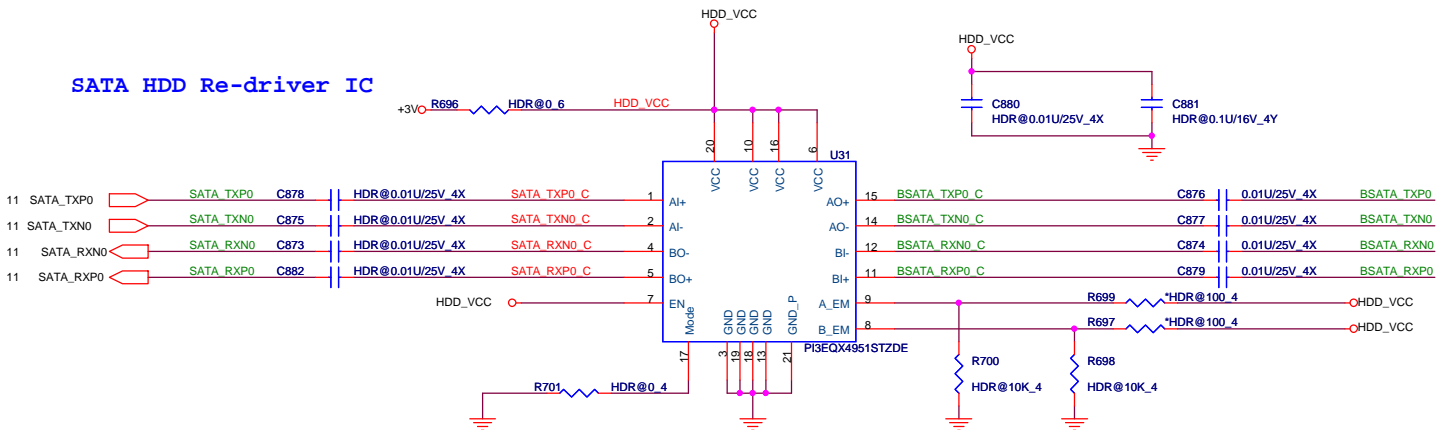 HDD_VCC
HDD_VCC
SATA HDD Re-driver IC
+3V R696 HDR@0_6 HDD_VCC
C880 HDR@0.01U/25V_4X
C881 HDR@0.1U/16V_4Y
20 10 16 6
U31
VCC VCC VCC VCC
11 SATA_TXP0 SATA_TXP0 C878 HDR@0.01U/25V_4X SATA_TXP0_C 1 AI+ AO+ 15 BSATA_TXP0_C C876 0.01U/25V_4X BSATA_TXP0
11 SATA_TXN0 SATA_TXN0 C875 HDR@0.01U/25V_4X SATA_TXN0_C 2 AI- AO- 14 BSATA_TXN0_C C877 0.01U/25V_4X BSATA_TXN0
11 SATA_RXN0 SATA_RXN0 C873 HDR@0.01U/25V_4X SATA_RXN0_C 4 BO- BI- 12 BSATA_RXN0_C C874 0.01U/25V_4X BSATA_RXN0
11 SATA_RXP0 SATA_RXP0 C882 HDR@0.01U/25V_4X SATA_RXP0_C 5 BO+ BI+ 11 BSATA_RXP0_C C879 0.01U/25V_4X BSATA_RXP0
HDD_VCC 7 EN A_EM 9 R699 *HDR@100_4 HDD_VCC
B_EM 8 R697 *HDR@100_4 HDD_VCC
Mode GND GND GND GND GND_P
PI3EQX4951STZDE
17 3 19 18 13 21
R700 HDR@10K_4
R698 HDR@10K_4
R701 HDR@0_4